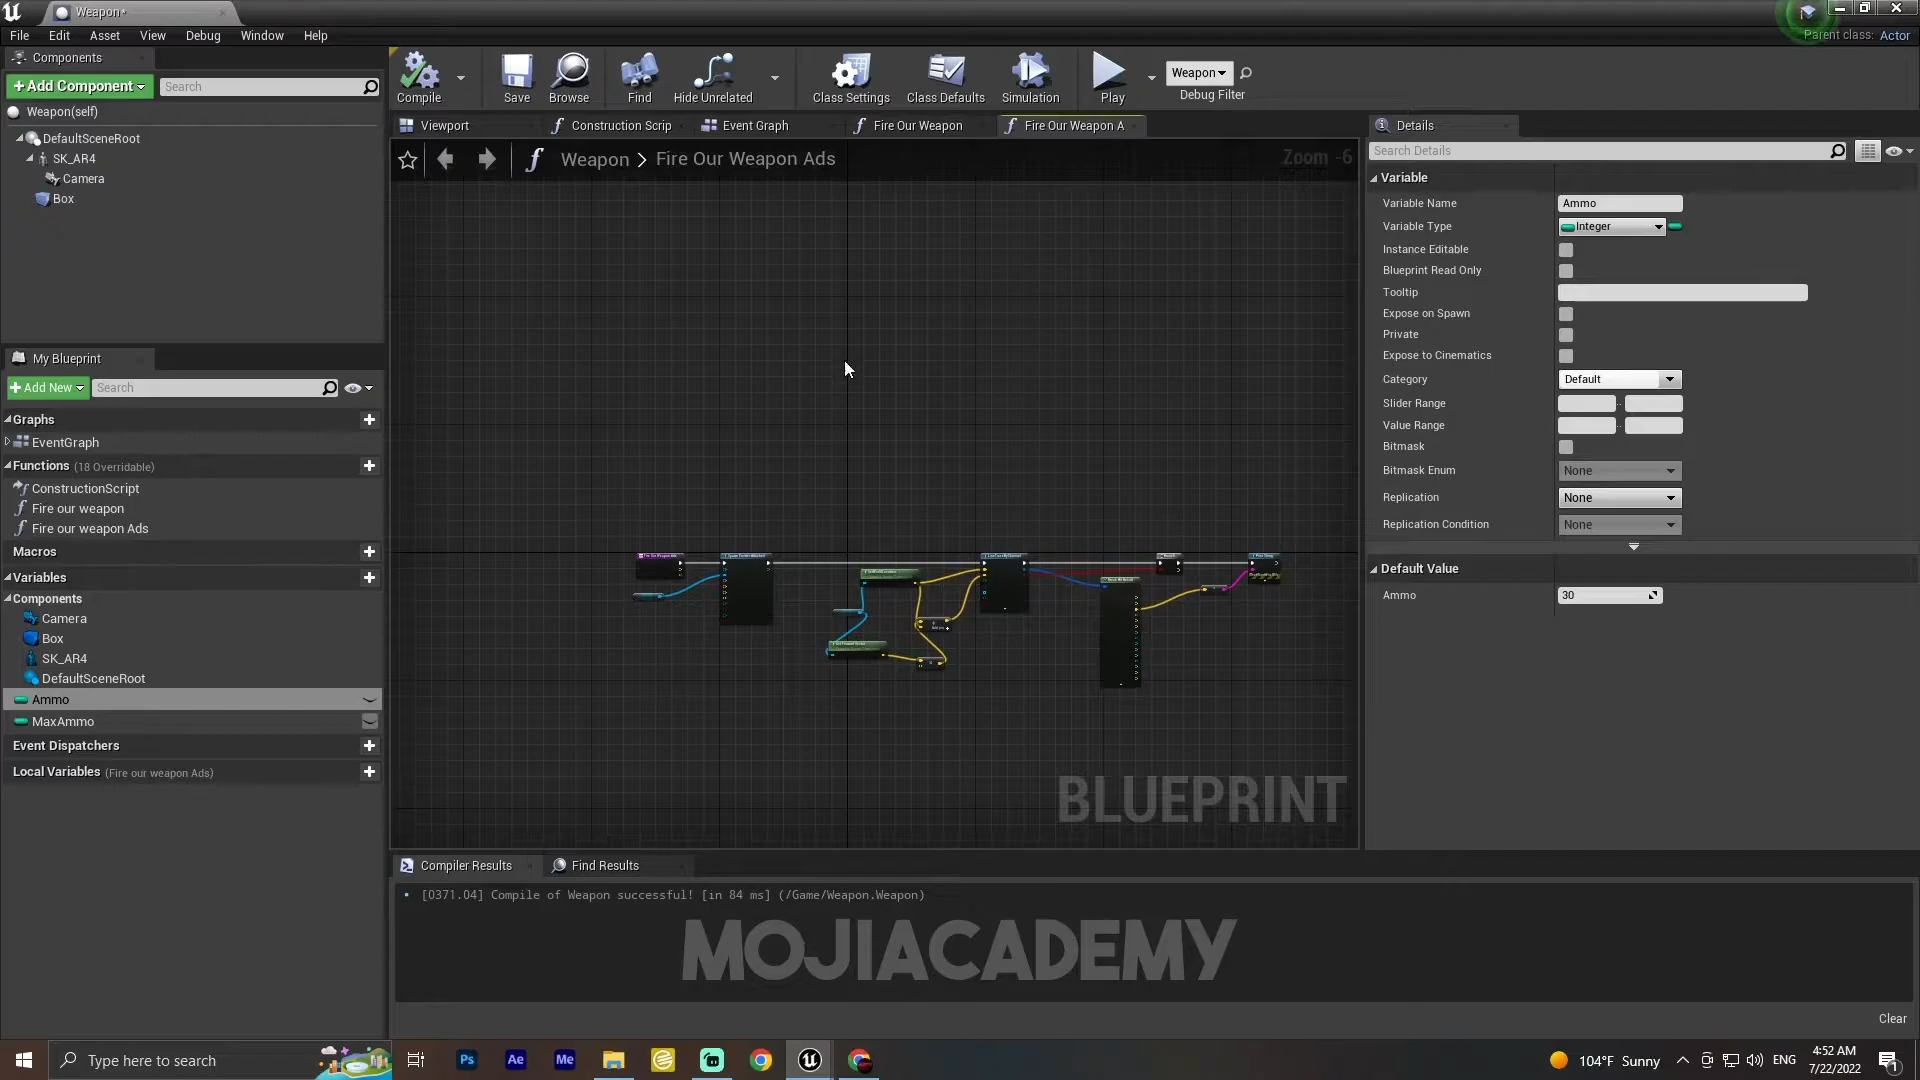 Weapon*
File Edit Asset View Debug Window Help
Parent class: Actor
Components
+Add Component Search
Weapon(self)
DefaultSceneRoot
SK_AR4
Camera
Box
Compile Save Browse Find Hide Unrelated Class Settings Class Defaults Simulation Play
Weapon
Debug Filter
Viewport Construction Scrip Event Graph Fire Our Weapon Fire Our Weapon A
Weapon > Fire Our Weapon Ads
Zoom -6
BLUEPRINT
My Blueprint
+Add New Search
Graphs
EventGraph
Functions (18 Overridable)
ConstructionScript
Fire our weapon
Fire our weapon Ads
Macros
Variables
Components
Camera
Box
SK_AR4
DefaultSceneRoot
Ammo
MaxAmmo
Event Dispatchers
Local Variables (Fire our weapon Ads)
Details
Search Details
Variable
Variable Name Ammo
Variable Type Integer
Instance Editable
Blueprint Read Only
Tooltip
Expose on Spawn
Private
Expose to Cinematics
Category Default
Slider Range
Value Range
Bitmask
Bitmask Enum None
Replication None
Replication Condition None
Default Value
Ammo 30
Compiler Results Find Results
[0371.04] Compile of Weapon successful! [in 84 ms] (/Game/Weapon.Weapon)
MOJIACADEMY
Clear
Type here to search
Ps Ae Me
104°F Sunny
ENG
4:52 AM
7/22/2022
1